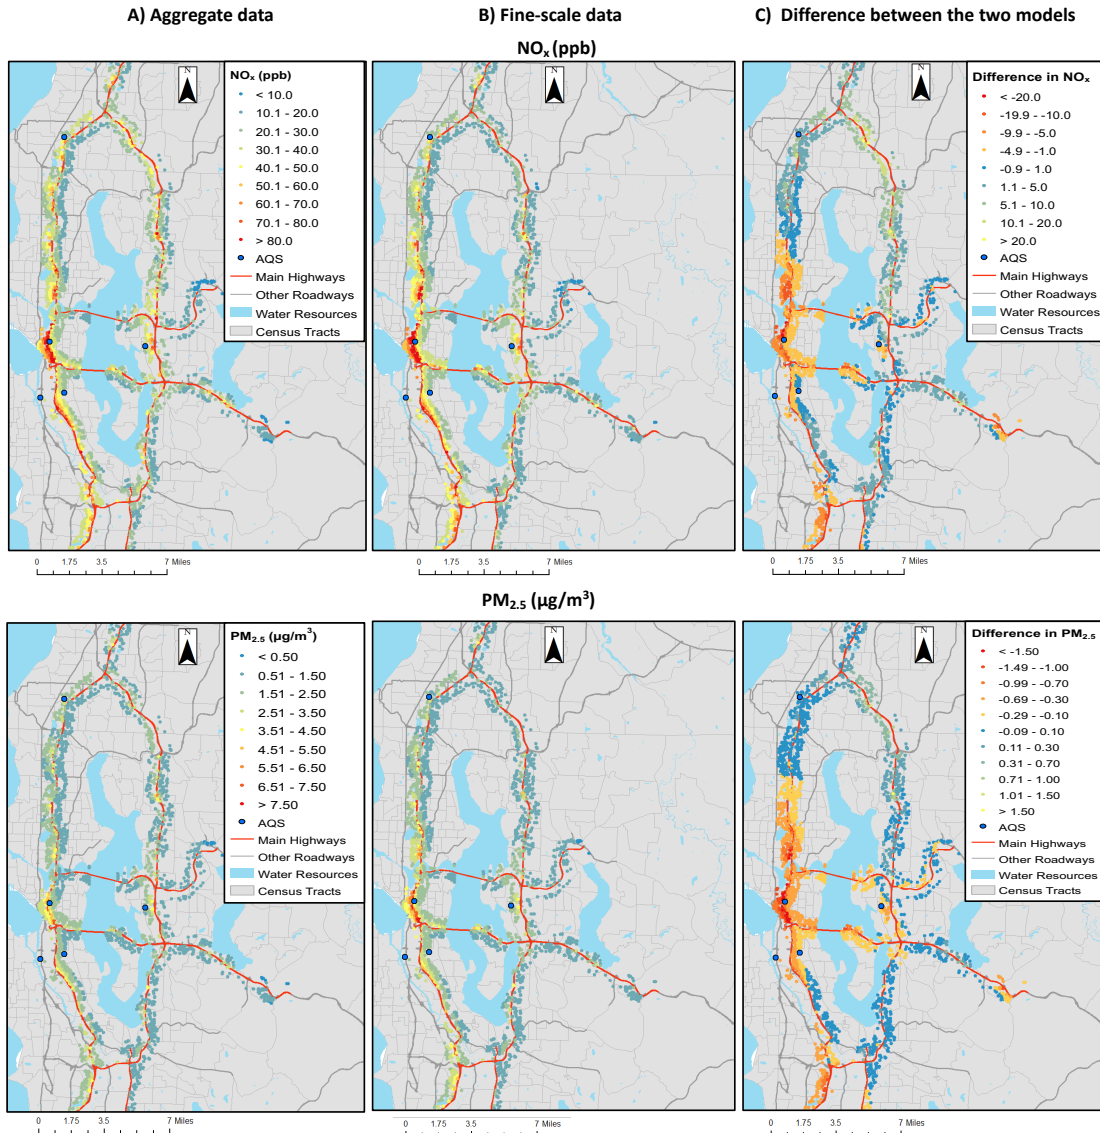 A) Aggregate data
B) Fine-scale data
C) Difference between the two models
NOx (ppb)
N
NOx (ppb)
< 10.0
10.1 - 20.0
20.1 - 30.0
30.1 - 40.0
40.1 - 50.0
50.1 - 60.0
60.1 - 70.0
70.1 - 80.0
> 80.0
AQS
Main Highways
Other Roadways
Water Resources
Census Tracts
0 1.75 3.5 7 Miles
N
0 1.75 3.5 7 Miles
N
Difference in NOx
< -20.0
-19.9 - -10.0
-9.9 - -5.0
-4.9 - -1.0
-0.9 - 1.0
1.1 - 5.0
5.1 - 10.0
10.1 - 20.0
> 20.0
AQS
Main Highways
Other Roadways
Water Resources
Census Tracts
0 1.75 3.5 7 Miles
PM2.5 (µg/m³)
N
PM2.5 (µg/m³)
< 0.50
0.51 - 1.50
1.51 - 2.50
2.51 - 3.50
3.51 - 4.50
4.51 - 5.50
5.51 - 6.50
6.51 - 7.50
> 7.50
AQS
Main Highways
Other Roadways
Water Resources
Census Tracts
0 1.75 3.5 7 Miles
N
0 1.75 3.5 7 Miles
N
Difference in PM2.5
< -1.50
-1.49 - -1.00
-0.99 - -0.70
-0.69 - -0.30
-0.29 - -0.10
-0.09 - 0.10
0.11 - 0.30
0.31 - 0.70
0.71 - 1.00
1.01 - 1.50
> 1.50
AQS
Main Highways
Other Roadways
Water Resources
Census Tracts
0 1.75 3.5 7 Miles